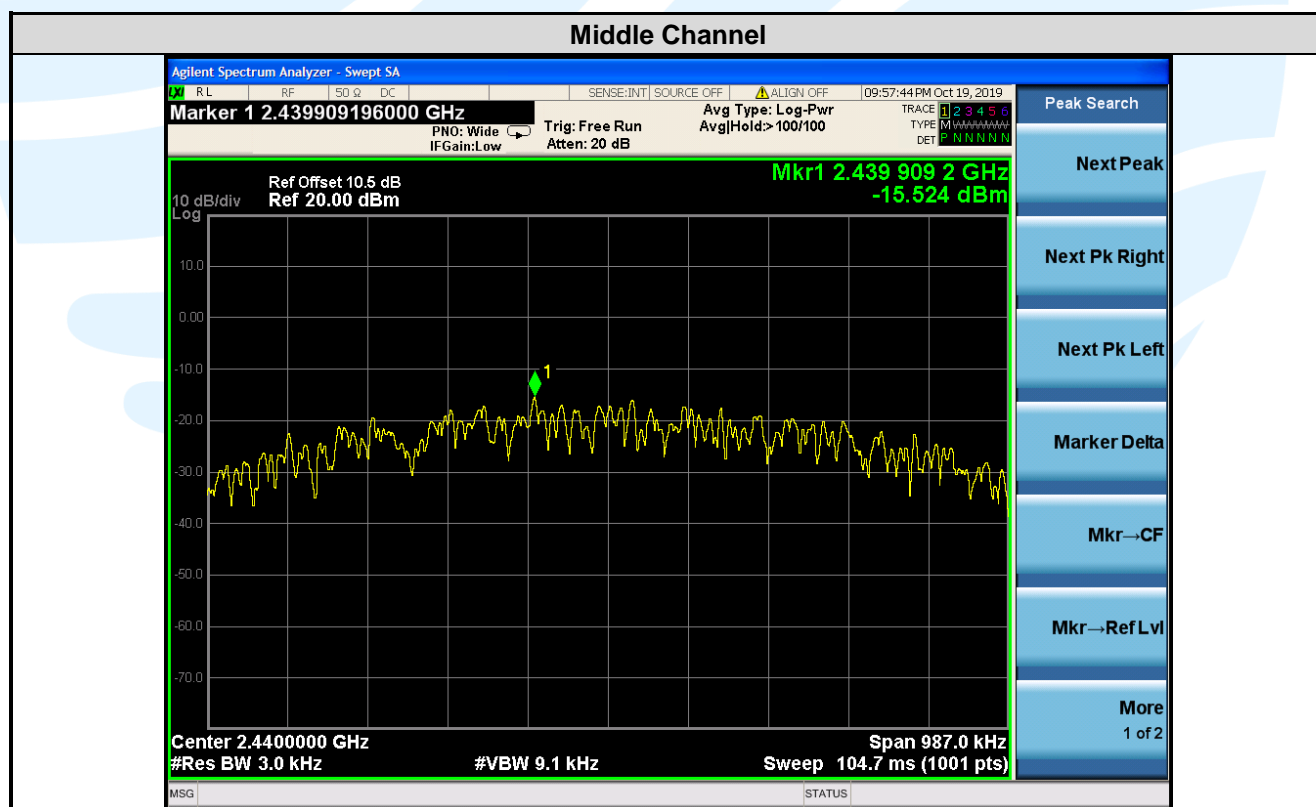 Middle Channel
Agilent Spectrum Analyzer - Swept SA
LXI RL RF 50 Ω DC SENSE:INT SOURCE OFF ALIGN OFF 09:57:44 PM Oct 19, 2019
Marker 1 2.439909196000 GHz
PNO: Wide
IFGain:Low
Trig: Free Run
Atten: 20 dB
Avg Type: Log-Pwr
Avg|Hold:>100/100
TRACE 1 2 3 4 5 6
TYPE M WWWWW
DET P N N N N N
Mkr1 2.439 909 2 GHz
-15.524 dBm
Ref Offset 10.5 dB
10 dB/div Ref 20.00 dBm
Log
10.0
0.00
-10.0
1
-20.0
-30.0
-40.0
-50.0
-60.0
-70.0
Center 2.4400000 GHz Span 987.0 kHz
#Res BW 3.0 kHz #VBW 9.1 kHz Sweep 104.7 ms (1001 pts)
MSG STATUS
Peak Search
Next Peak
Next Pk Right
Next Pk Left
Marker Delta
Mkr→CF
Mkr→Ref Lvl
More
1 of 2